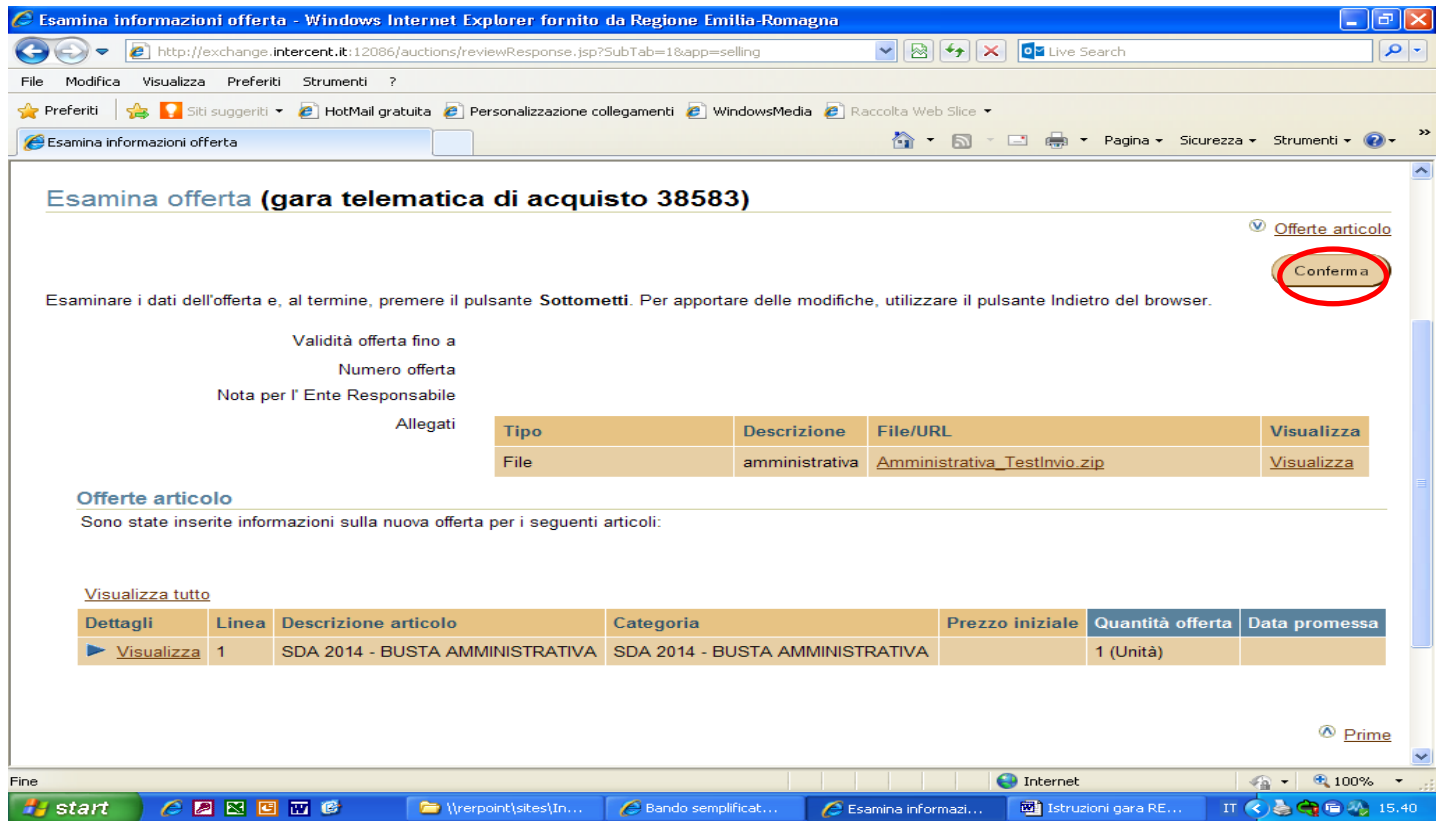 Esamina informazioni offerta - Windows Internet Explorer fornito da Regione Emilia-Romagna
http://exchange.intercent.it:12086/auctions/reviewResponse.jsp?SubTab=1&app=selling
Live Search
File Modifica Visualizza Preferiti Strumenti ?
Preferiti Siti suggeriti HotMail gratuita Personalizzazione collegamenti WindowsMedia Raccolta Web Slice
Esamina informazioni offerta Pagina Sicurezza Strumenti »
Esamina offerta (gara telematica di acquisto 38583)
Offerte articolo
Conferma
Esaminare i dati dell'offerta e, al termine, premere il pulsante Sottometti. Per apportare delle modifiche, utilizzare il pulsante Indietro del browser.
Validità offerta fino a
Numero offerta
Nota per l' Ente Responsabile
Allegati
Tipo Descrizione File/URL Visualizza
File amministrativa Amministrativa_TestInvio.zip Visualizza
Offerte articolo
Sono state inserite informazioni sulla nuova offerta per i seguenti articoli:
Visualizza tutto
Dettagli Linea Descrizione articolo Categoria Prezzo iniziale Quantità offerta Data promessa
Visualizza 1 SDA 2014 - BUSTA AMMINISTRATIVA SDA 2014 - BUSTA AMMINISTRATIVA 1 (Unità)
Prime
Fine Internet 100%
start \\rerpoint\sites\In... Bando semplificat... Esamina informazi... Istruzioni gara RE... IT 15.40